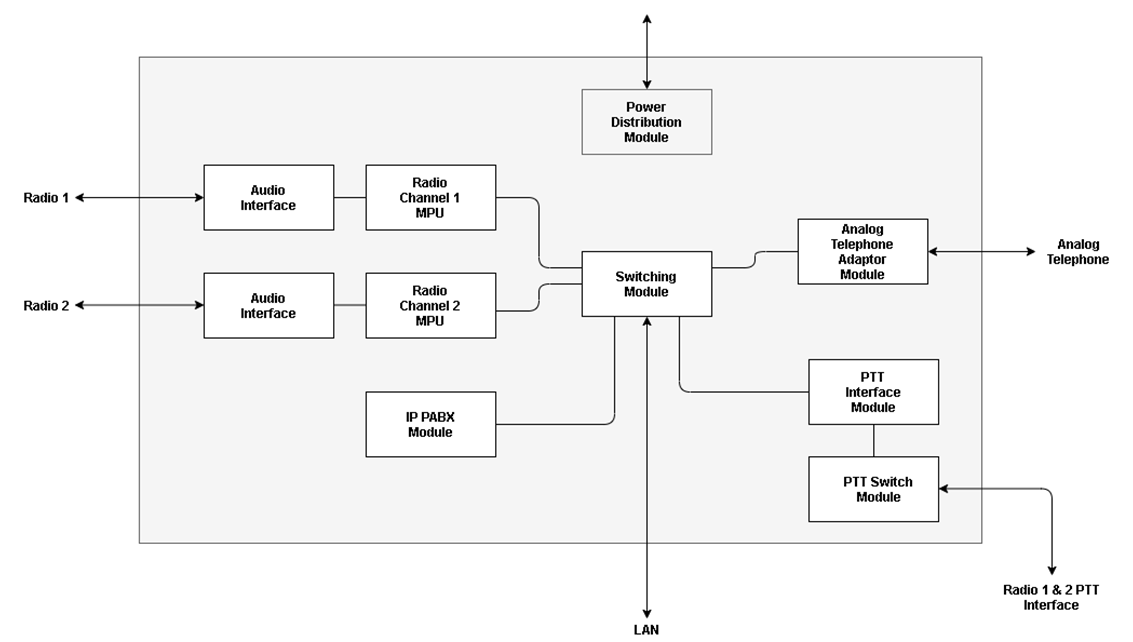 Power
Distribution
Module
Radio 1
Audio
Interface
Radio
Channel 1
MPU
Analog
Telephone
Adaptor
Module
Analog
Telephone
Switching
Module
Radio 2
Audio
Interface
Radio
Channel 2
MPU
PTT
Interface
Module
IP PABX
Module
PTT Switch
Module
Radio 1 & 2 PTT
Interface
LAN